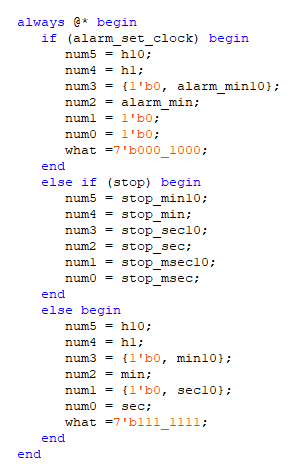 always @* begin
if (alarm_set_clock) begin
num5 = h10;
num4 = h1;
num3 = {1'b0, alarm_min10};
num2 = alarm_min;
num1 = 1'b0;
num0 = 1'b0;
what =7'b000_1000;
end
else if (stop) begin
num5 = stop_min10;
num4 = stop_min;
num3 = stop_sec10;
num2 = stop_sec;
num1 = stop_msec10;
num0 = stop_msec;
end
else begin
num5 = h10;
num4 = h1;
num3 = {1'b0, min10};
num2 = min;
num1 = {1'b0, sec10};
num0 = sec;
what =7'b111_1111;
end
end